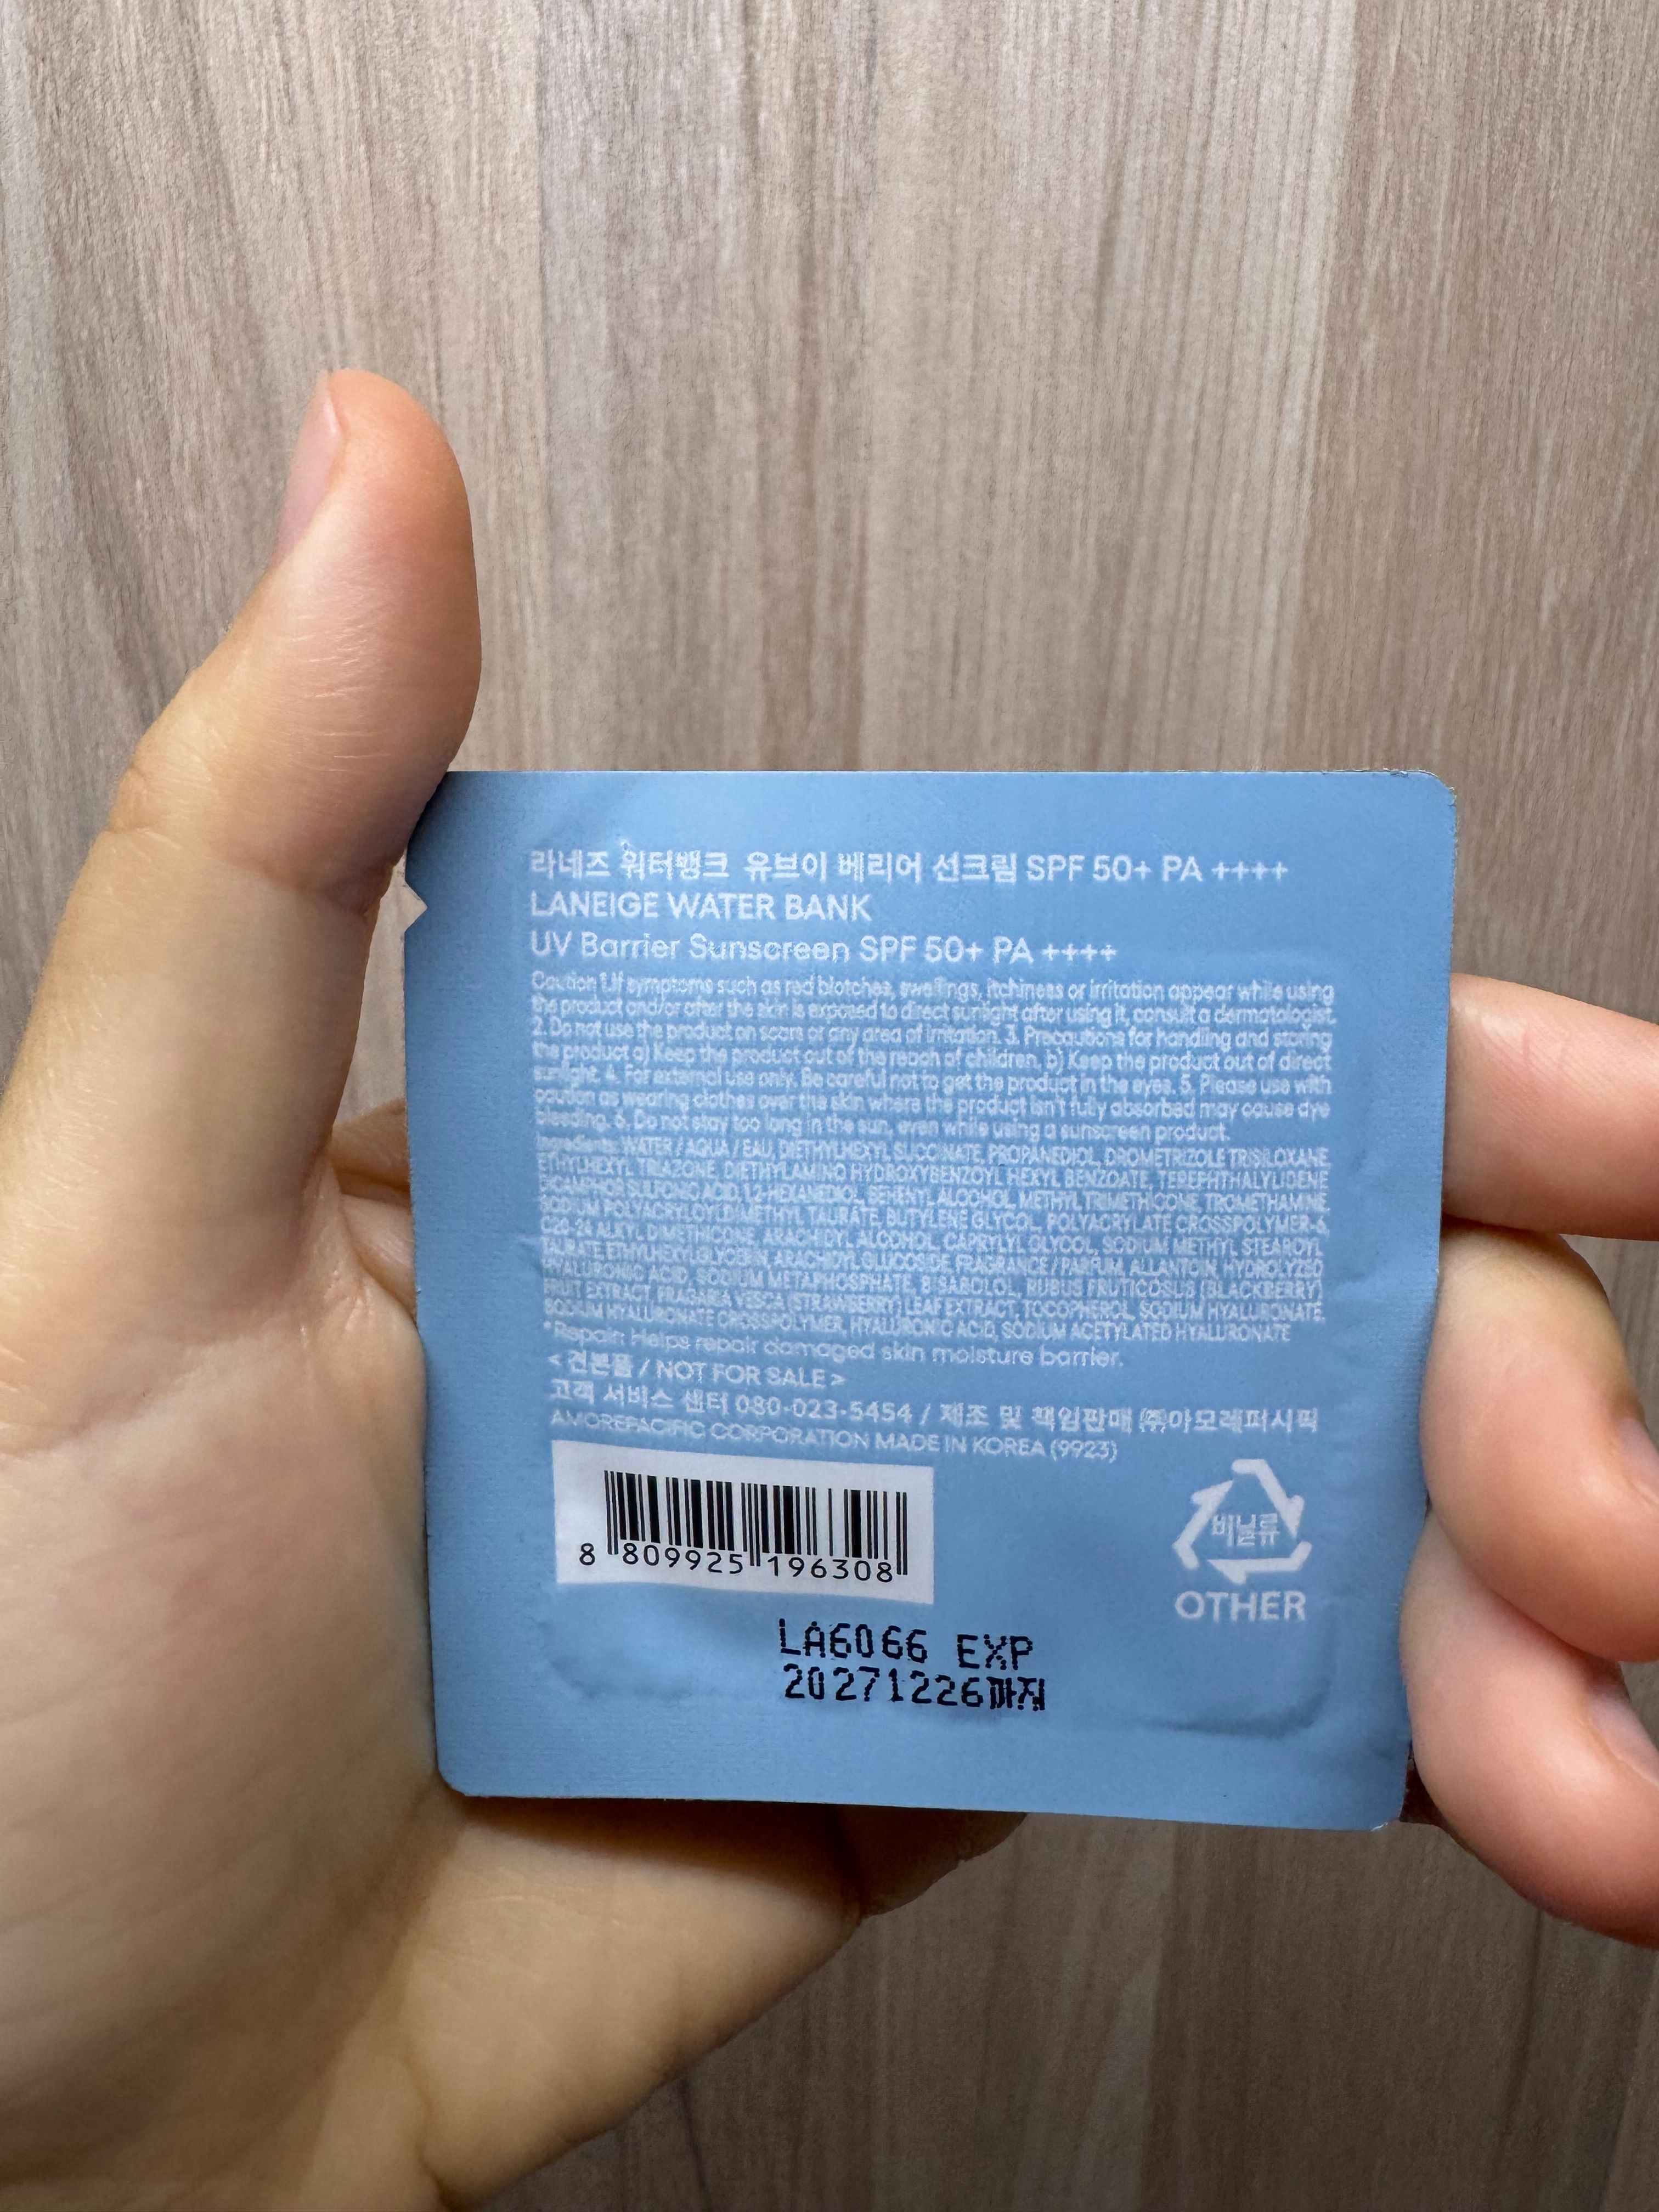 라네즈 워터뱅크 유브이 베리어 선크림 SPF 50+ PA ++++
LANEIGE WATER BANK
UV Barrier Sunscreen SPF 50+ PA ++++
Caution 1.If symptoms such as red blotches, swellings, itchiness or irritation appear while using
the product and/or after the skin is exposed to direct sunlight after using it, consult a dermatologist.
2. Do not use the product on scars or any area of irritation. 3. Precautions for handling and storing
the product a) Keep the product out of the reach of children. b) Keep the product out of direct
sunlight. 4. For external use only. Be careful not to get the product in the eyes. 5. Please use with
caution as wearing clothes over the skin where the product isn't fully absorbed may cause dye
bleeding. 6. Do not stay too long in the sun, even while using a sunscreen product.
Ingredients: WATER / AQUA / EAU, DIETHYLHEXYL SUCCINATE, PROPANEDIOL, DROMETRIZOLE TRISILOXANE,
ETHYLHEXYL TRIAZONE, DIETHYLAMINO HYDROXYBENZOYL HEXYL BENZOATE, TEREPHTHALYLIDENE
DICAMPHOR SULFONIC ACID, 1,2-HEXANEDIOL, BEHENYL ALCOHOL, METHYL TRIMETHICONE, TROMETHAMINE,
SODIUM POLYACRYLOYLDIMETHYL TAURATE, BUTYLENE GLYCOL, POLYACRYLATE CROSSPOLYMER-6,
C20-24 ALKYL DIMETHICONE, ARACHIDYL ALCOHOL, CAPRYLYL GLYCOL, SODIUM METHYL STEAROYL
TAURATE, ETHYLHEXYLGLYCERIN, ARACHIDYL GLUCOSIDE, FRAGRANCE / PARFUM, ALLANTOIN, HYDROLYZED
HYALURONIC ACID, SODIUM METAPHOSPHATE, BISABOLOL, RUBUS FRUTICOSUS (BLACKBERRY)
FRUIT EXTRACT, FRAGARIA VESCA (STRAWBERRY) LEAF EXTRACT, TOCOPHEROL, SODIUM HYALURONATE,
SODIUM HYALURONATE CROSSPOLYMER, HYALURONIC ACID, SODIUM ACETYLATED HYALURONATE
*Repair: Helps repair damaged skin moisture barrier.
< 견본품 / NOT FOR SALE >
고객 서비스 센터 080-023-5454 / 제조 및 책임판매 ㈜아모레퍼시픽
AMOREPACIFIC CORPORATION MADE IN KOREA (9923)
비닐류
OTHER
8 809925 196308
LA6066 EXP
20271226까지